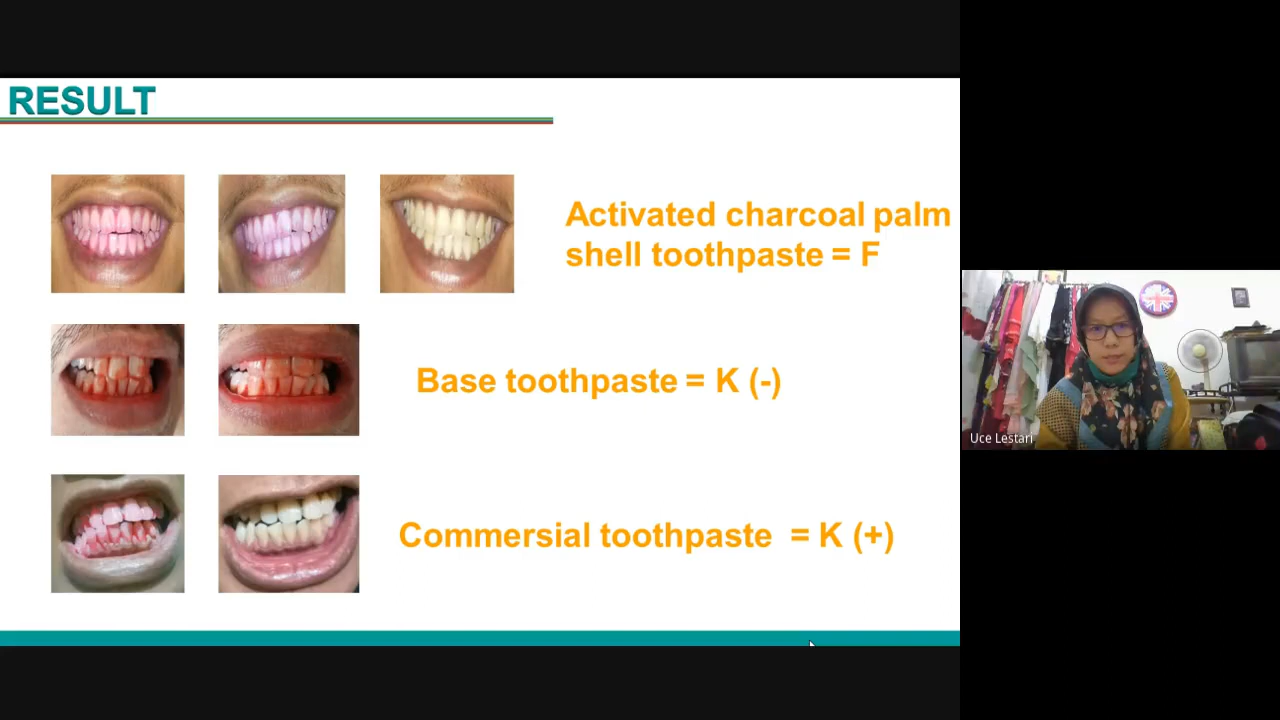 RESULT
Activated charcoal palm
shell toothpaste = F
Base toothpaste = K (-)
Commersial toothpaste = K (+)
Uce Lestari